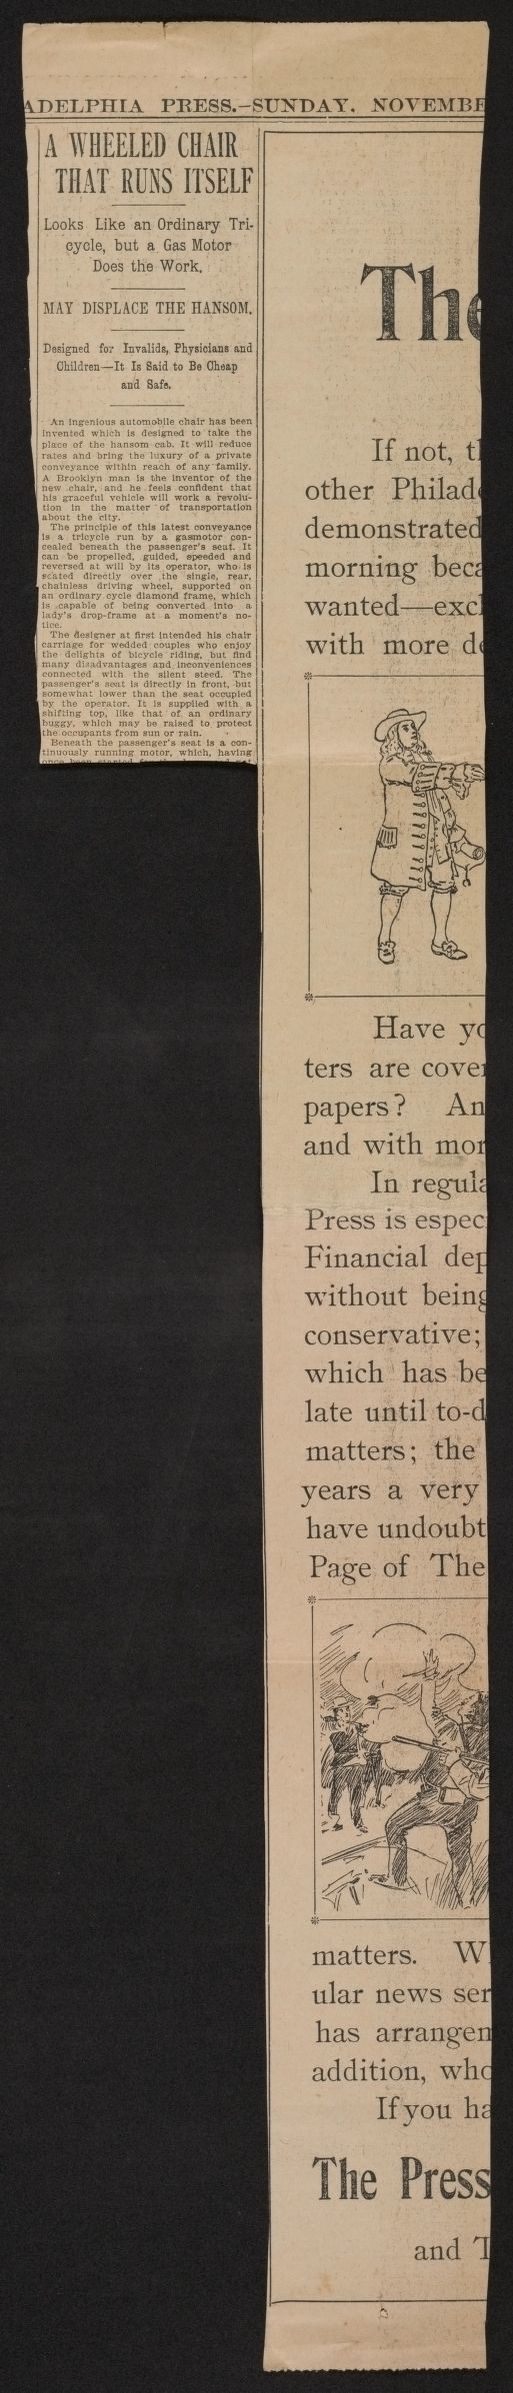 ADELPHIA PRESS.-SUNDAY, NOVEMBE
A WHEELED CHAIR
THAT RUNS ITSELF
Looks Like an Ordinary Tri-
cycle, but a Gas Motor
Does the Work.
MAY DISPLACE THE HANSOM.
Designed for Invalids, Physicians and
Children—It Is Said to Be Cheap
and Safe.
An ingenious automobile chair has been
invented which is designed to take the
place of the hansom cab. It will reduce
rates and bring the luxury of a private
conveyance within reach of any family.
A Brooklyn man is the inventor of the
new chair, and he feels confident that
his graceful vehicle will work a revolu-
tion in the matter of transportation
about the city.
The principle of this latest conveyance
is a tricycle run by a gasmotor con-
cealed beneath the passenger's seat. It
can be propelled, guided, speeded and
reversed at will by its operator, who is
seated directly over the single, rear,
chainless driving wheel, supported on
an ordinary cycle diamond frame, which
is capable of being converted into a
lady's drop-frame at a moment's no-
tice.
The designer at first intended his chair
carriage for wedded couples who enjoy
the delights of bicycle riding, but find
many disadvantages and inconveniences
connected with the silent steed. The
passenger's seat is directly in front, but
somewhat lower than the seat occupied
by the operator. It is supplied with a
shifting top, like that of an ordinary
buggy, which may be raised to protect
the occupants from sun or rain.
Beneath the passenger's seat is a con-
tinuously running motor, which, having
once been started
The
If not, t
other Philad
demonstrated
morning beca
wanted—excl
with more de
Have yo
ters are cover
papers? An
and with mor
In regula
Press is espec
Financial dep
without being
conservative;
which has be
late until to-d
matters; the
years a very
have undoubt
Page of The
matters. W
ular news ser
has arrangem
addition, who
If you ha
The Press
and T